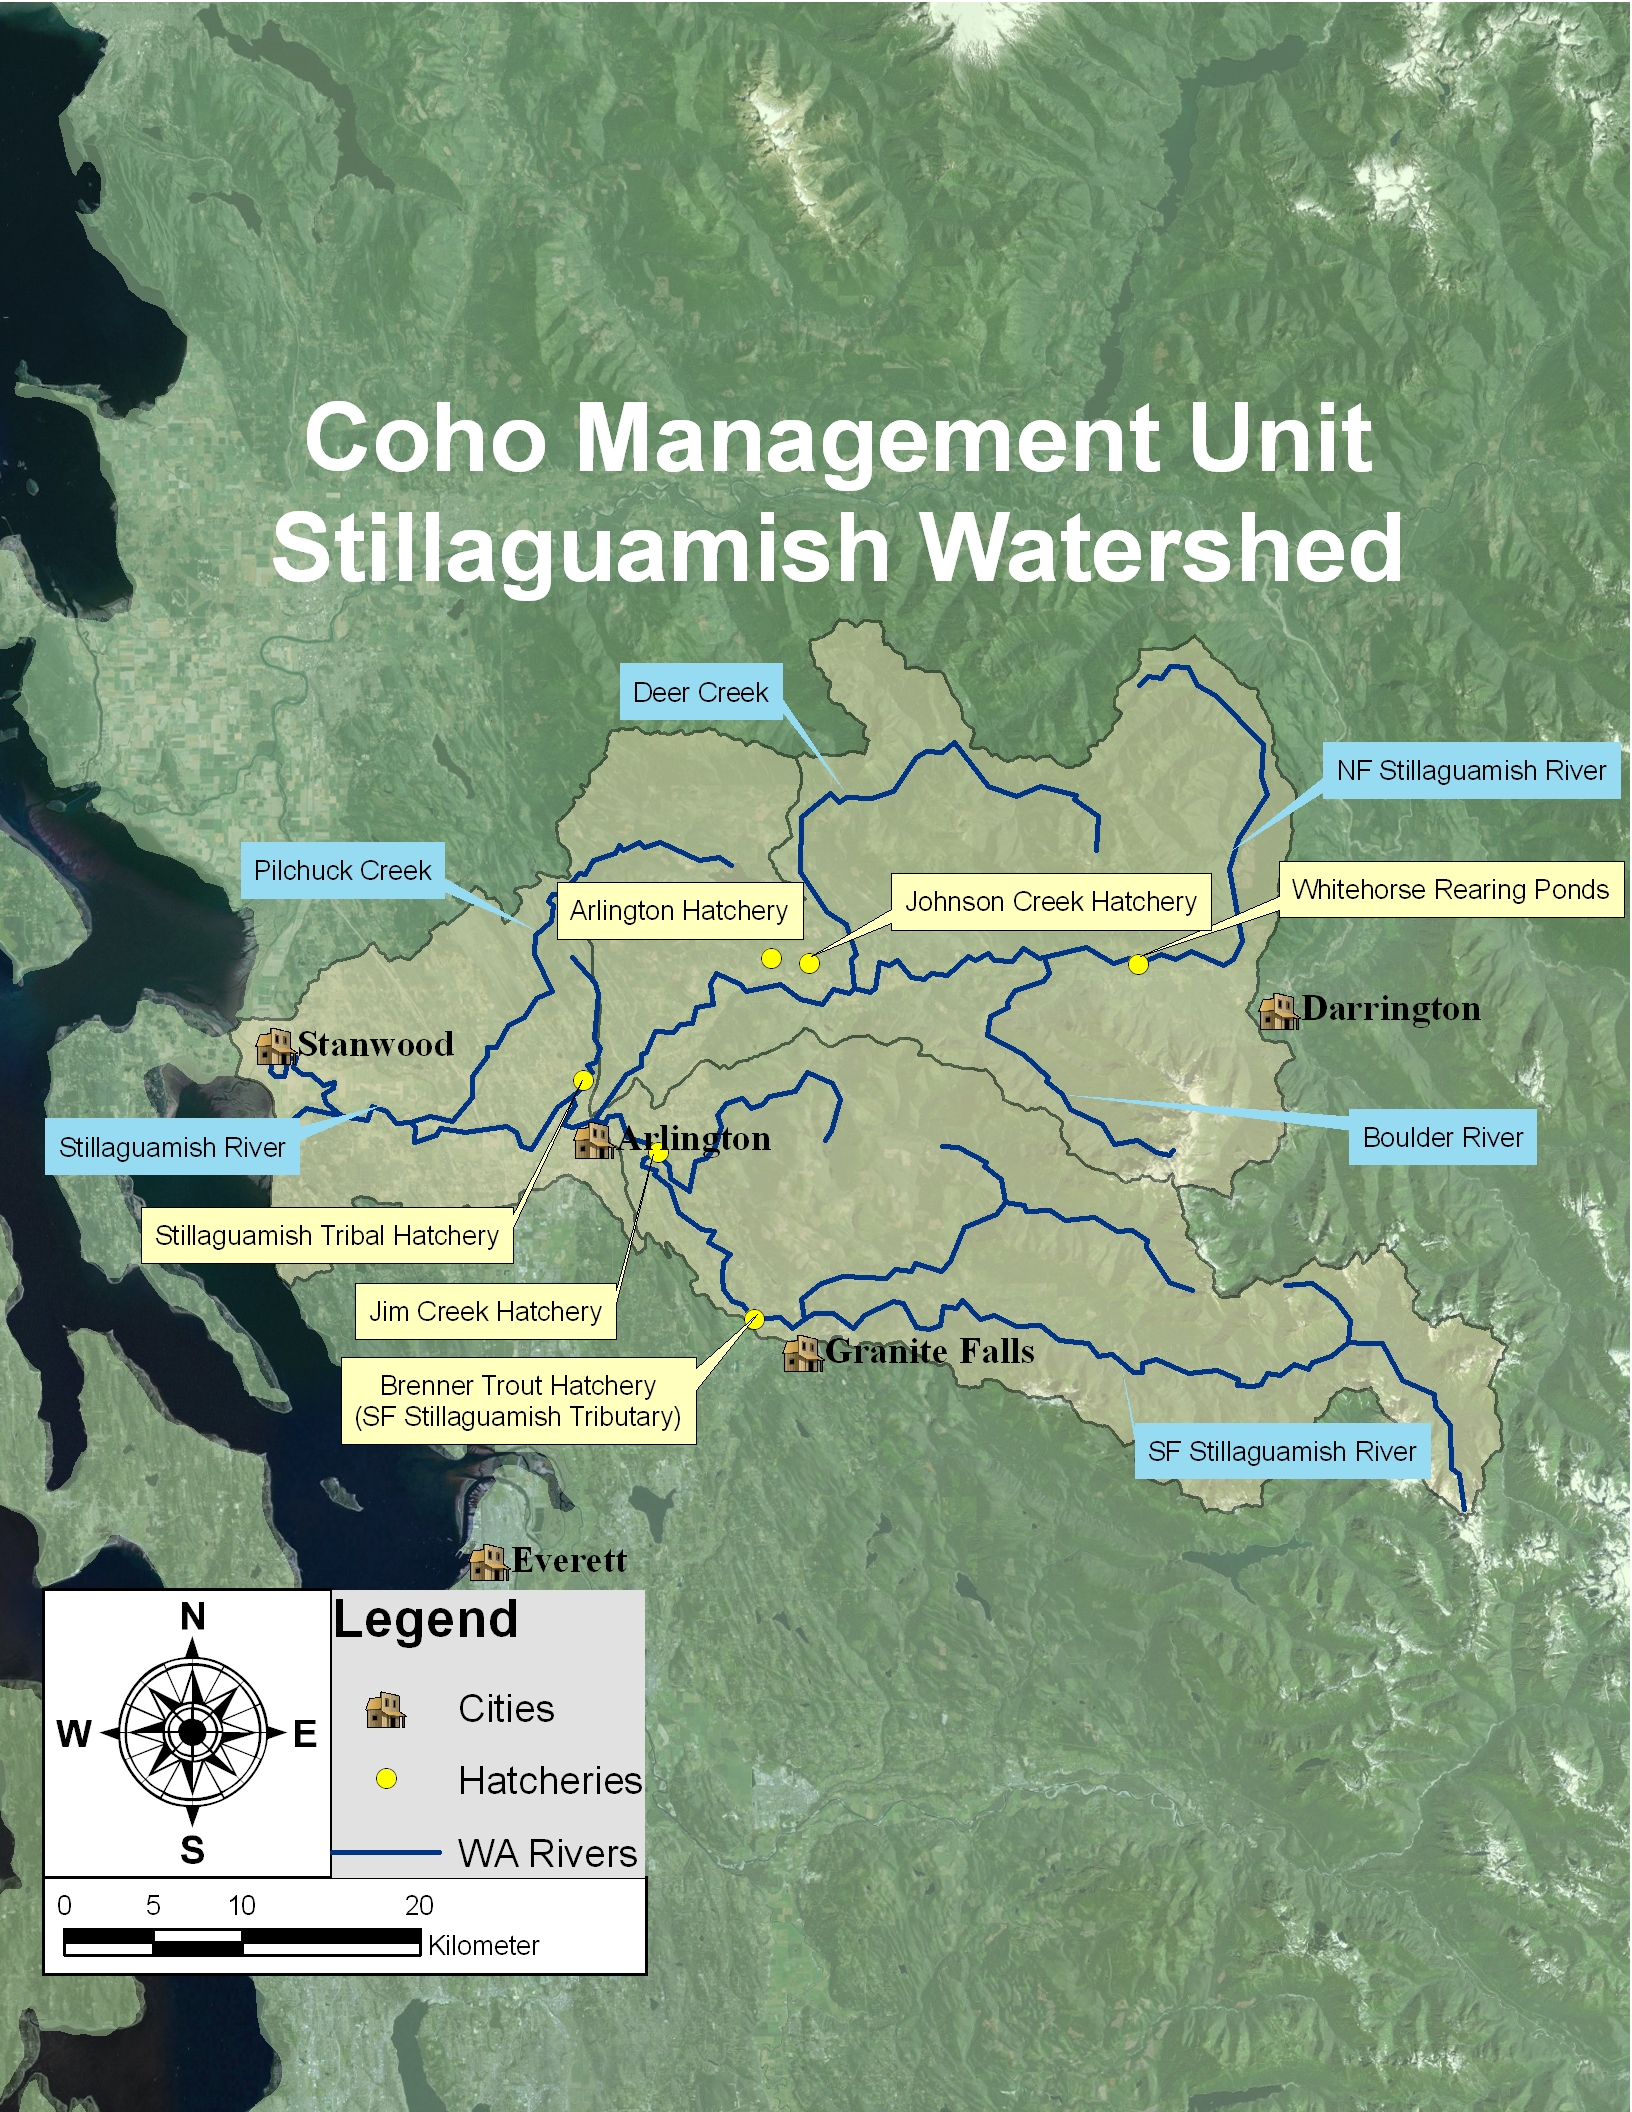 Coho Management Unit
Stillaguamish Watershed
Deer Creek
NF Stillaguamish River
Pilchuck Creek
Arlington Hatchery
Johnson Creek Hatchery
Whitehorse Rearing Ponds
Darrington
Stanwood
Stillaguamish River
Arlington
Boulder River
Stillaguamish Tribal Hatchery
Jim Creek Hatchery
Granite Falls
Brenner Trout Hatchery
(SF Stillaguamish Tributary)
SF Stillaguamish River
Everett
Legend
N
W
E
S
Cities
Hatcheries
WA Rivers
0 5 10 20
Kilometer